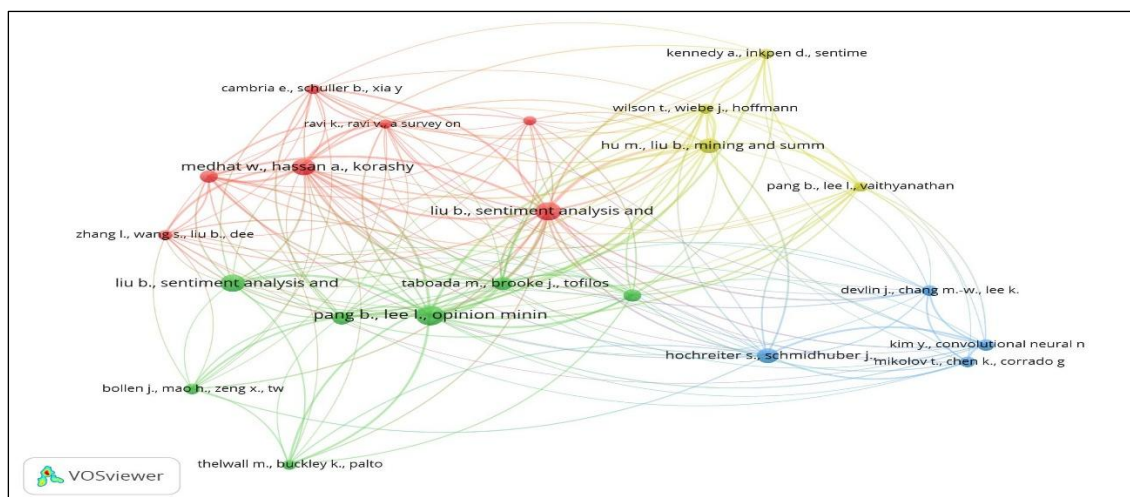 kennedy a., inkpen d., sentime
cambria e., schuller b., xia y
wilson t., wiebe j., hoffmann
ravi k., ravi v., a survey on
hu m., liu b., mining and summ
medhat w., hassan a., korashy
pang b., lee l., vaithyanathan
liu b., sentiment analysis and
zhang l., wang s., liu b., dee
liu b., sentiment analysis and
taboada m., brooke j., tofilos
devlin j., chang m.-w., lee k.
pang b., lee l., opinion minin
kim y., convolutional neural n
hochreiter s., schmidhuber j.,
mikolov t., chen k., corrado g
bollen j., mao h., zeng x., tw
thelwall m., buckley k., palto
VOSviewer